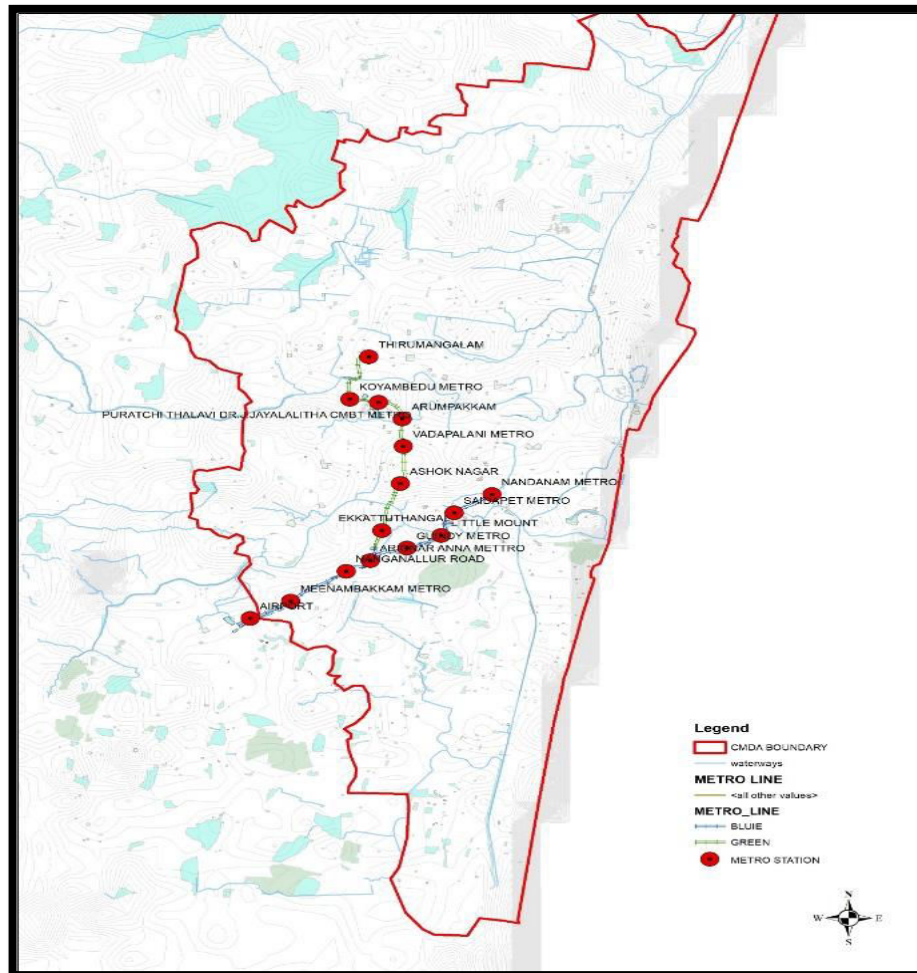 THIRUMANGALAM
KOYAMBEDU METRO
PURATCHI THALAVI DR.J.JAYALALITHA CMBT METRO
ARUMPAKKAM
VADAPALANI METRO
ASHOK NAGAR
NANDANAM METRO
SAIDAPET METRO
EKKATTUTHANGAL
LITTLE MOUNT
GUINDY METRO
ARIGNAR ANNA METTRO
NANGANALLUR ROAD
MEENAMBAKKAM METRO
AIRPORT
Legend
CMDA BOUNDARY
waterways
METRO LINE
<all other values>
METRO_LINE
BLUIE
GREEN
METRO STATION
N
W E
S